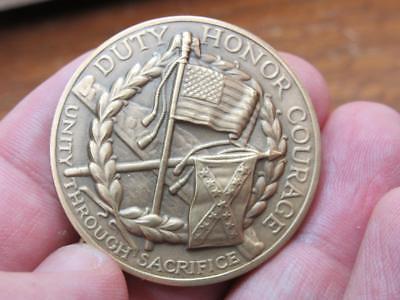 DUTY HONOR COURAGE
UNITY THROUGH SACRIFICE